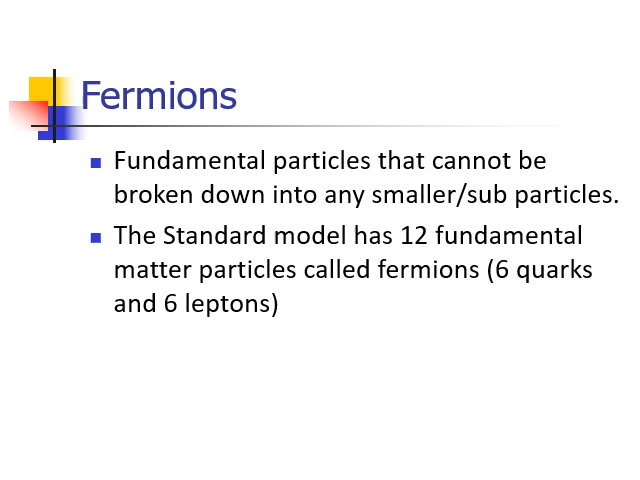 Fermions
Fundamental particles that cannot be
broken down into any smaller/sub particles.
The Standard model has 12 fundamental
matter particles called fermions (6 quarks
and 6 leptons)